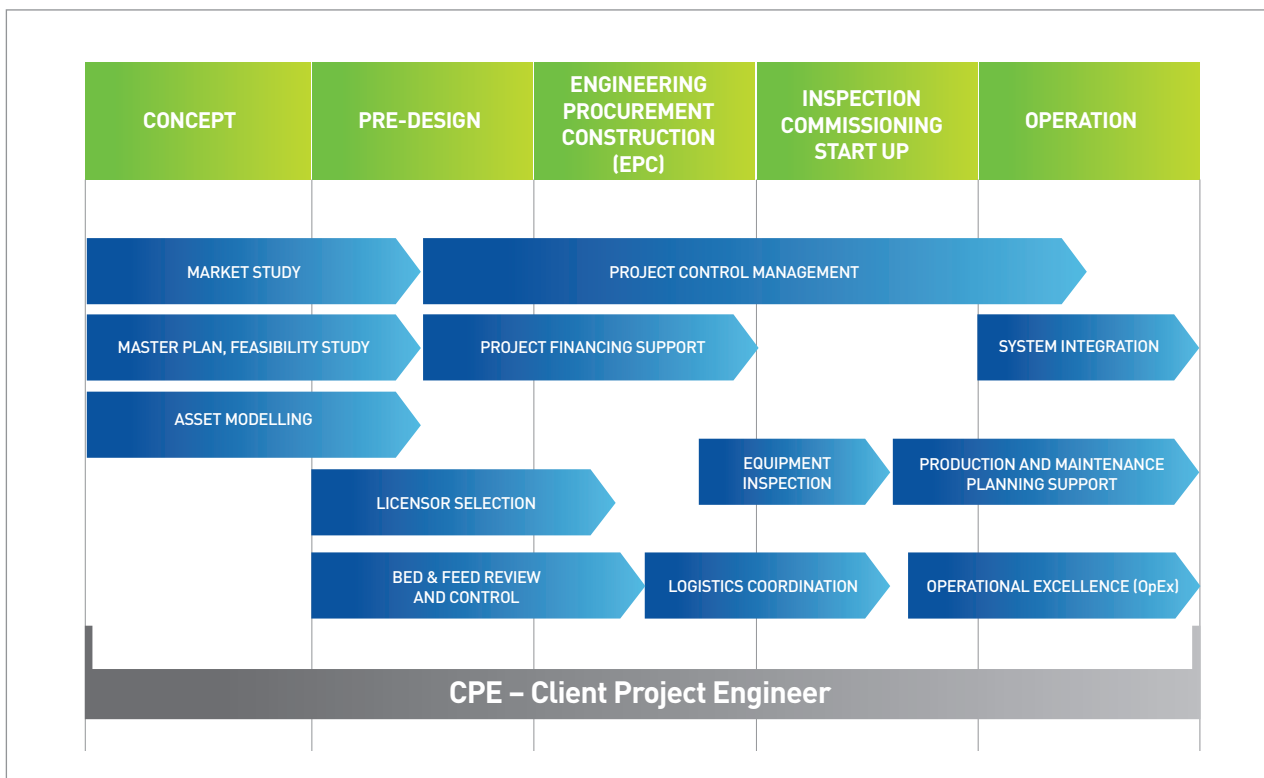 CONCEPT
PRE-DESIGN
ENGINEERING
PROCUREMENT
CONSTRUCTION
(EPC)
INSPECTION
COMMISSIONING
START UP
OPERATION
MARKET STUDY
PROJECT CONTROL MANAGEMENT
MASTER PLAN, FEASIBILITY STUDY
PROJECT FINANCING SUPPORT
SYSTEM INTEGRATION
ASSET MODELLING
EQUIPMENT
INSPECTION
PRODUCTION AND MAINTENANCE
PLANNING SUPPORT
LICENSOR SELECTION
BED & FEED REVIEW
AND CONTROL
LOGISTICS COORDINATION
OPERATIONAL EXCELLENCE (OpEx)
CPE – Client Project Engineer